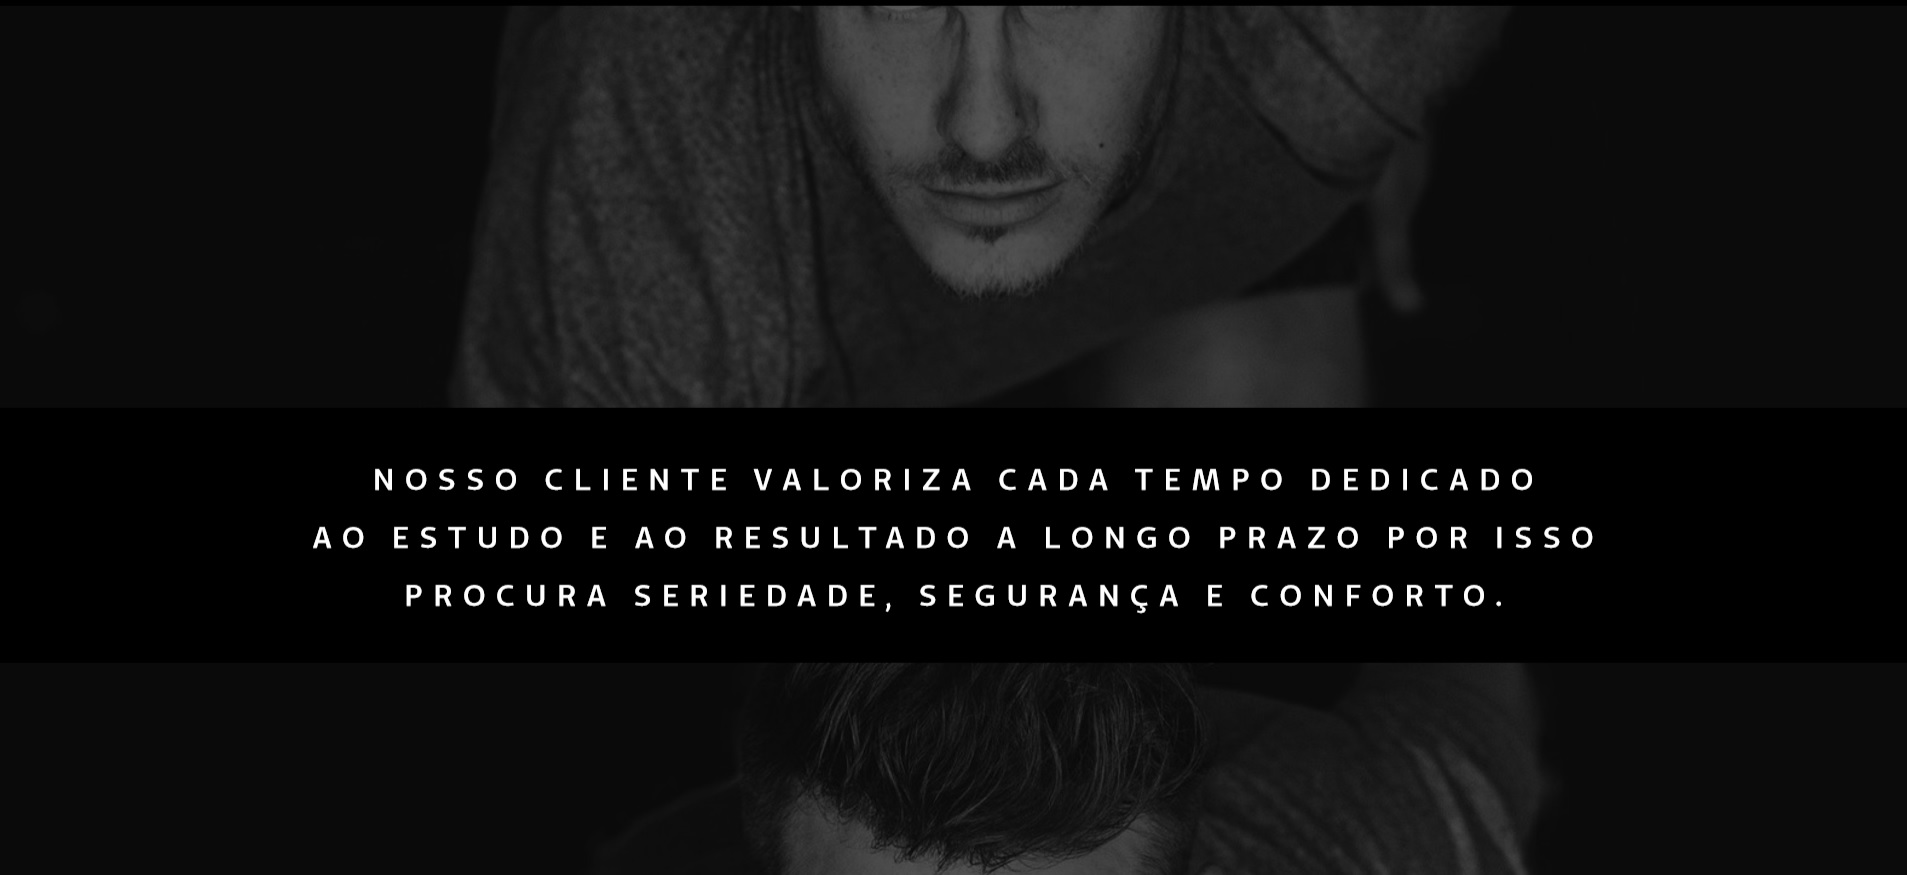 NOSSO CLIENTE VALORIZA CADA TEMPO DEDICADO
AO ESTUDO E AO RESULTADO A LONGO PRAZO POR ISSO
PROCURA SERIEDADE, SEGURANÇA E CONFORTO.